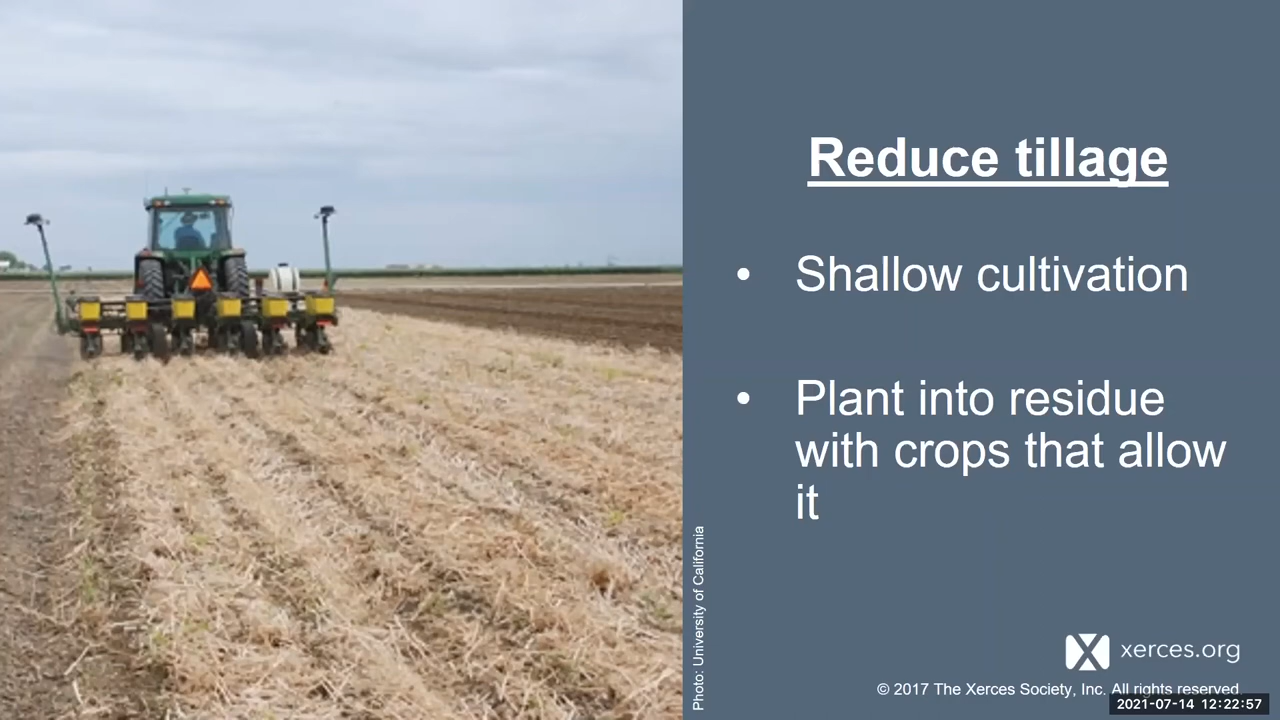 Reduce tillage
• Shallow cultivation
• Plant into residue
with crops that allow
it
Photo: University of California
xerces.org
© 2017 The Xerces Society, Inc. All rights reserved.
2021-07-14 12:22:57